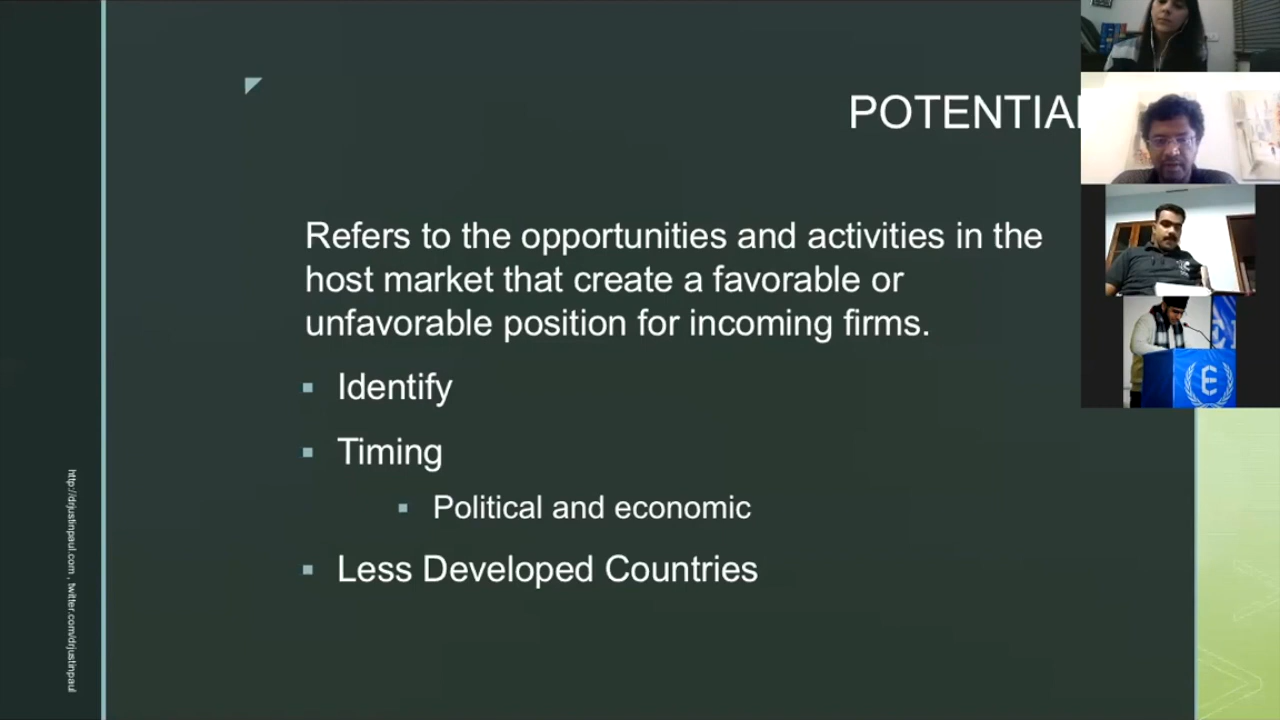 POTENTIA
Refers to the opportunities and activities in the
host market that create a favorable or
unfavorable position for incoming firms.
Identify
Timing
Political and economic
Less Developed Countries
http://drjustinpaul.com , twitter.com/drjustinpaul
E